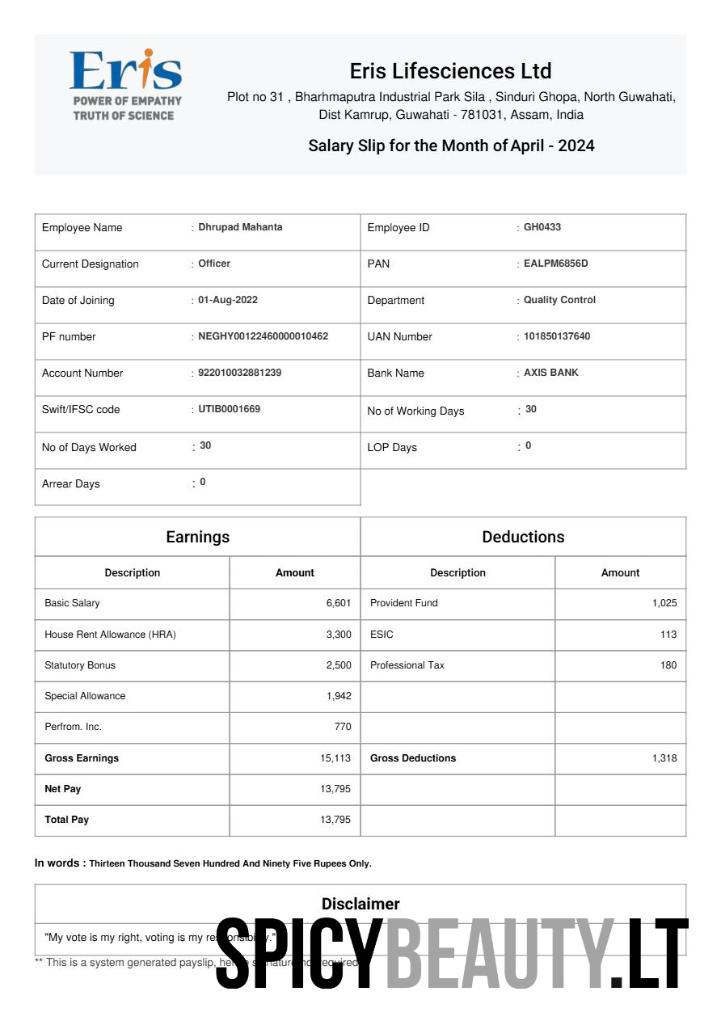 Eris
POWER OF EMPATHY
TRUTH OF SCIENCE
Eris Lifesciences Ltd
Plot no 31 , Bharhmaputra Industrial Park Sila , Sinduri Ghopa, North Guwahati,
Dist Kamrup, Guwahati - 781031, Assam, India
Salary Slip for the Month of April - 2024
Employee Name : Dhrupad Mahanta Employee ID : GH0433
Current Designation : Officer PAN : EALPM6856D
Date of Joining : 01-Aug-2022 Department : Quality Control
PF number : NEGHY00122460000010462 UAN Number : 101850137640
Account Number : 922010032881239 Bank Name : AXIS BANK
Swift/IFSC code : UTIB0001669 No of Working Days : 30
No of Days Worked : 30 LOP Days : 0
Arrear Days : 0
Earnings Deductions
Description Amount Description Amount
Basic Salary 6,601 Provident Fund 1,025
House Rent Allowance (HRA) 3,300 ESIC 113
Statutory Bonus 2,500 Professional Tax 180
Special Allowance 1,942
Perfrom. Inc. 770
Gross Earnings 15,113 Gross Deductions 1,318
Net Pay 13,795
Total Pay 13,795
In words : Thirteen Thousand Seven Hundred And Ninety Five Rupees Only.
Disclaimer
"My vote is my right, voting is my responsibility."
** This is a system generated payslip, hence signature not required
SPICYBEAUTY.LT